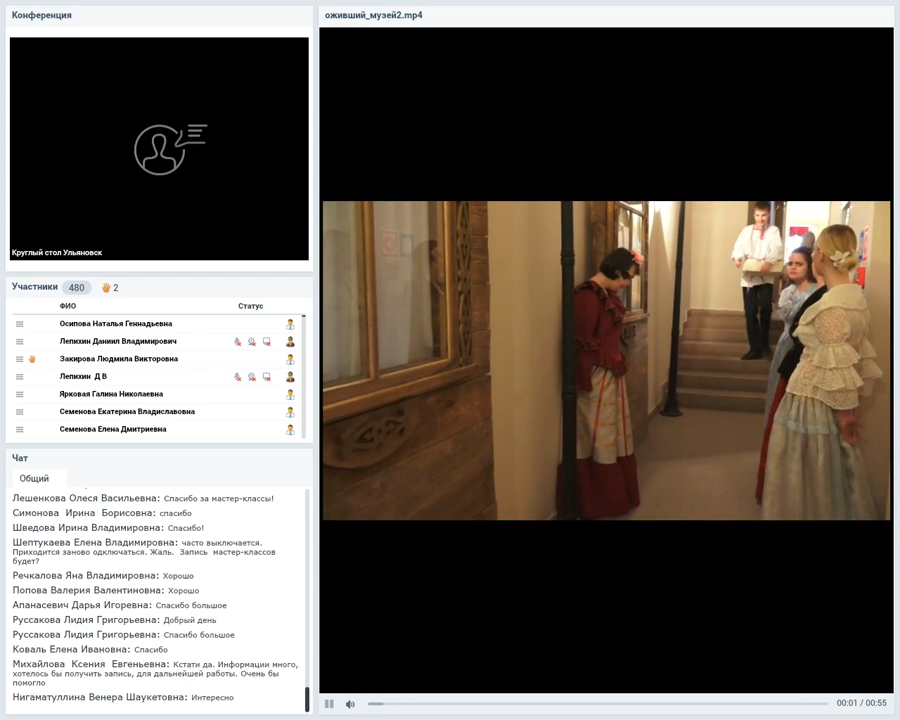 Конференция
Круглый стол Ульяновск
Участники 480 2
ФИО Статус
Осипова Наталья Геннадьевна
Лепихин Даниил Владимирович
Закирова Людмила Викторовна
Лепихин Д В
Ярковая Галина Николаевна
Семенова Екатерина Владиславовна
Семенова Елена Дмитриевна
Чат
Общий
Лешенкова Олеся Васильевна: Спасибо за мастер-классы!
Симонова Ирина Борисовна: спасибо
Шведова Ирина Владимировна: Спасибо!
Шептукаева Елена Владимировна: часто выключается.
Приходится заново одключаться. Жаль. Запись мастер-классов
будет?
Речкалова Яна Владимировна: Хорошо
Попова Валерия Валентиновна: Хорошо
Апанасевич Дарья Игоревна: Спасибо большое
Руссакова Лидия Григорьевна: Добрый день
Руссакова Лидия Григорьевна: Спасибо большое
Коваль Елена Ивановна: Спасибо
Михайлова Ксения Евгеньевна: Кстати да. Информации много,
хотелось бы получить запись, для дальнейшей работы. Очень бы
помогло
Нигаматуллина Венера Шаукетовна: Интересно
оживший_музей2.mp4
00:01 / 00:55